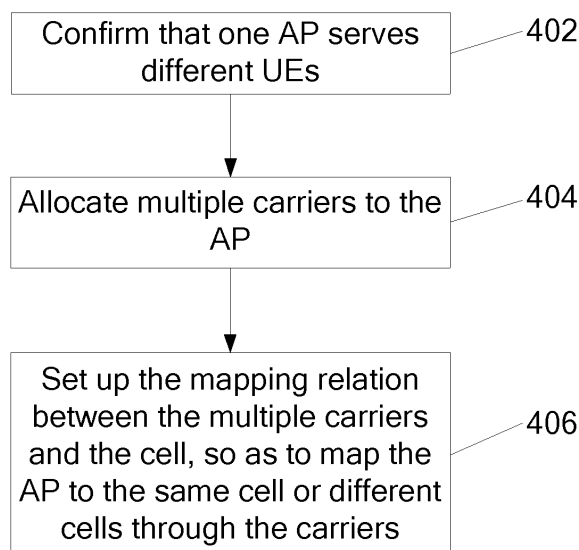 Confirm that one AP serves
different UEs
402
Allocate multiple carriers to the
AP
404
Set up the mapping relation
between the multiple carriers
and the cell, so as to map the
AP to the same cell or different
cells through the carriers
406